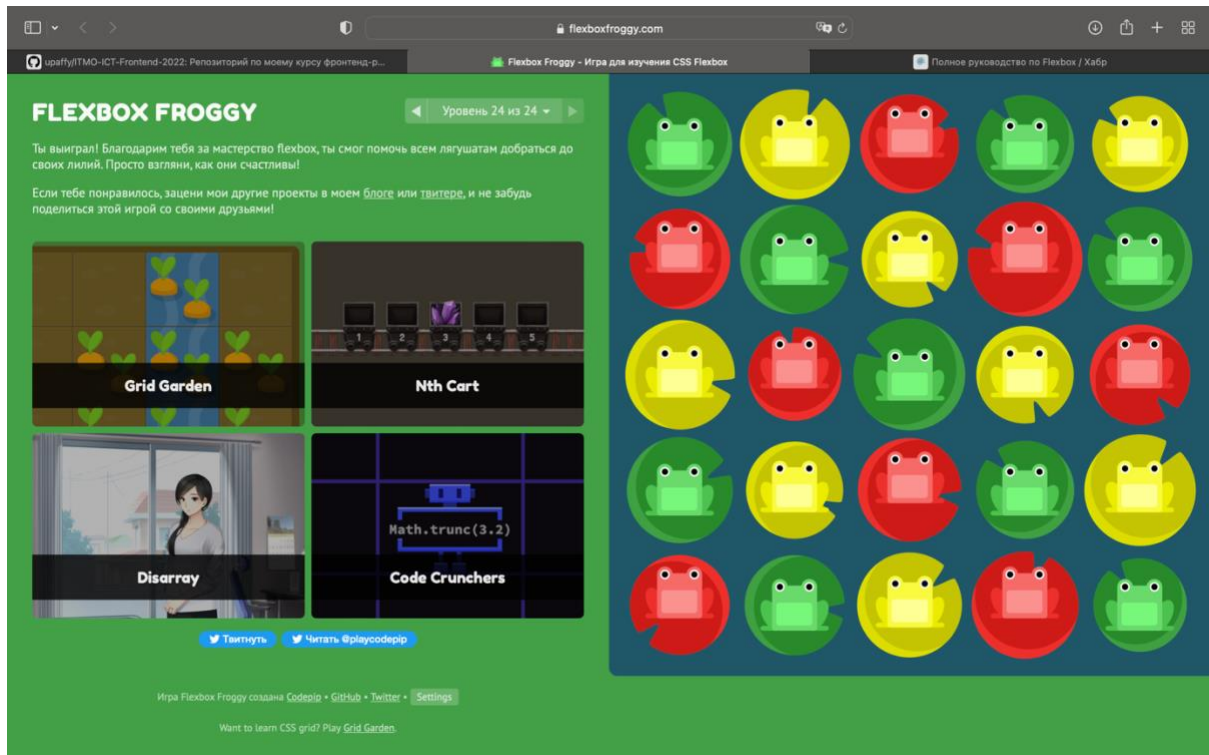 flexboxfroggy.com
upaffy/ITMO-ICT-Frontend-2022: Репозиторий по моему курсу фронтенд-р...
Flexbox Froggy - Игра для изучения CSS Flexbox
Полное руководство по Flexbox / Хабр
FLEXBOX FROGGY
Уровень 24 из 24
Ты выиграл! Благодарим тебя за мастерство flexbox, ты смог помочь всем лягушатам добраться до
своих лилий. Просто взгляни, как они счастливы!
Если тебе понравилось, зацени мои другие проекты в моем блоге или твитере, и не забудь
поделиться этой игрой со своими друзьями!
1 2 3 4 5
Grid Garden
Nth Cart
Math.trunc(3.2)
Disarray
Code Crunchers
Твитнуть
Читать @playcodepip
Игра Flexbox Froggy создана Codepip • GitHub • Twitter • Settings
Want to learn CSS grid? Play Grid Garden.